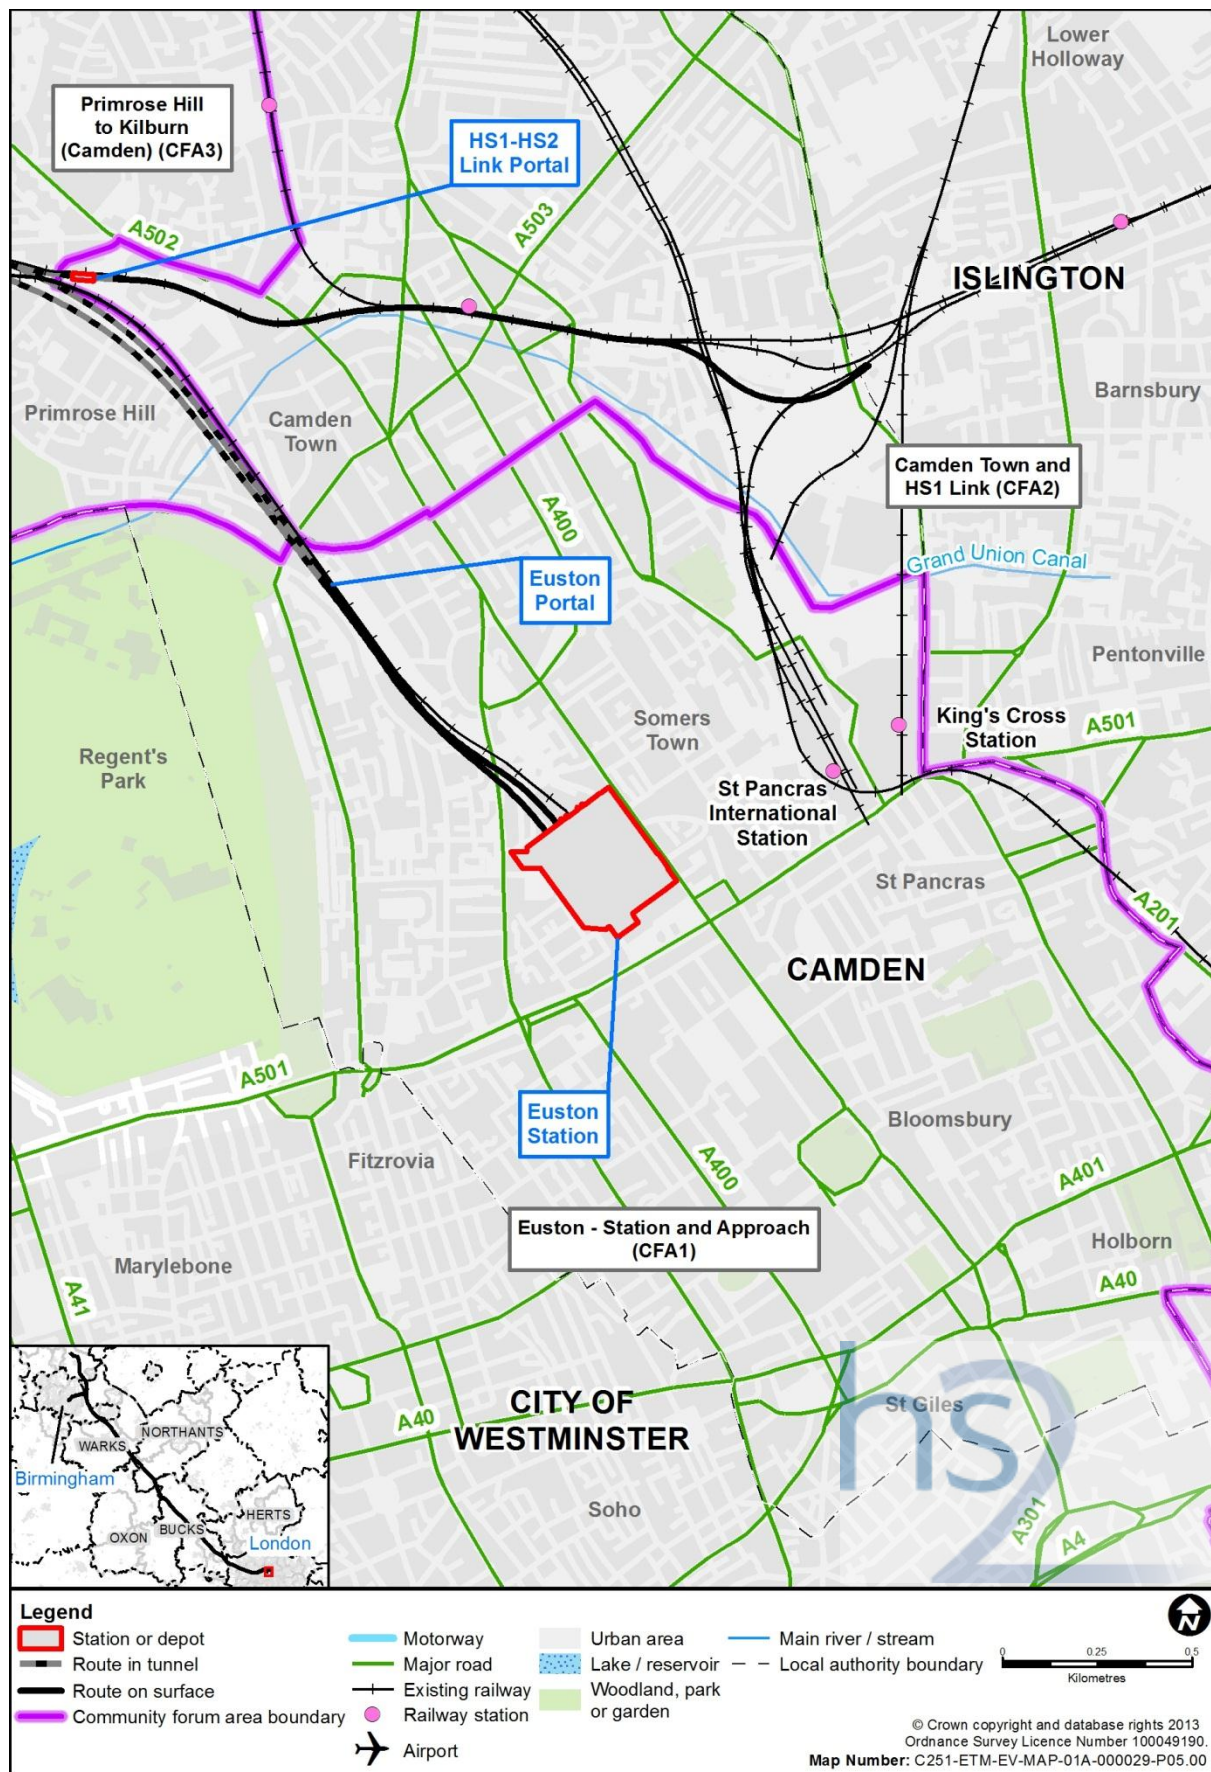 Lower
Holloway
Primrose Hill
to Kilburn
(Camden) (CFA3)
HS1-HS2
Link Portal
A503
A502
ISLINGTON
Barnsbury
Primrose Hill
Camden
Town
Camden Town and
HS1 Link (CFA2)
A400
Grand Union Canal
Euston
Portal
Pentonville
Somers
Town
King's Cross
Station
A501
Regent's
Park
St Pancras
International
Station
St Pancras
A201
CAMDEN
A501
Euston
Station
Bloomsbury
Fitzrovia
A400
A401
Euston - Station and Approach
(CFA1)
Holborn
Marylebone
A40
A41
hs2
CITY OF
WESTMINSTER
A40
St Giles
Soho
A301
A4
NORTHANTS
WARKS
Birmingham
HERTS
BUCKS
OXON
London
Legend
Station or depot
Route in tunnel
Route on surface
Community forum area boundary
Motorway
Major road
Existing railway
Railway station
Airport
Urban area
Lake / reservoir
Woodland, park
or garden
Main river / stream
Local authority boundary
N
0 0.25 0.5
Kilometres
© Crown copyright and database rights 2013
Ordnance Survey Licence Number 100049190.
Map Number: C251-ETM-EV-MAP-01A-000029-P05.00